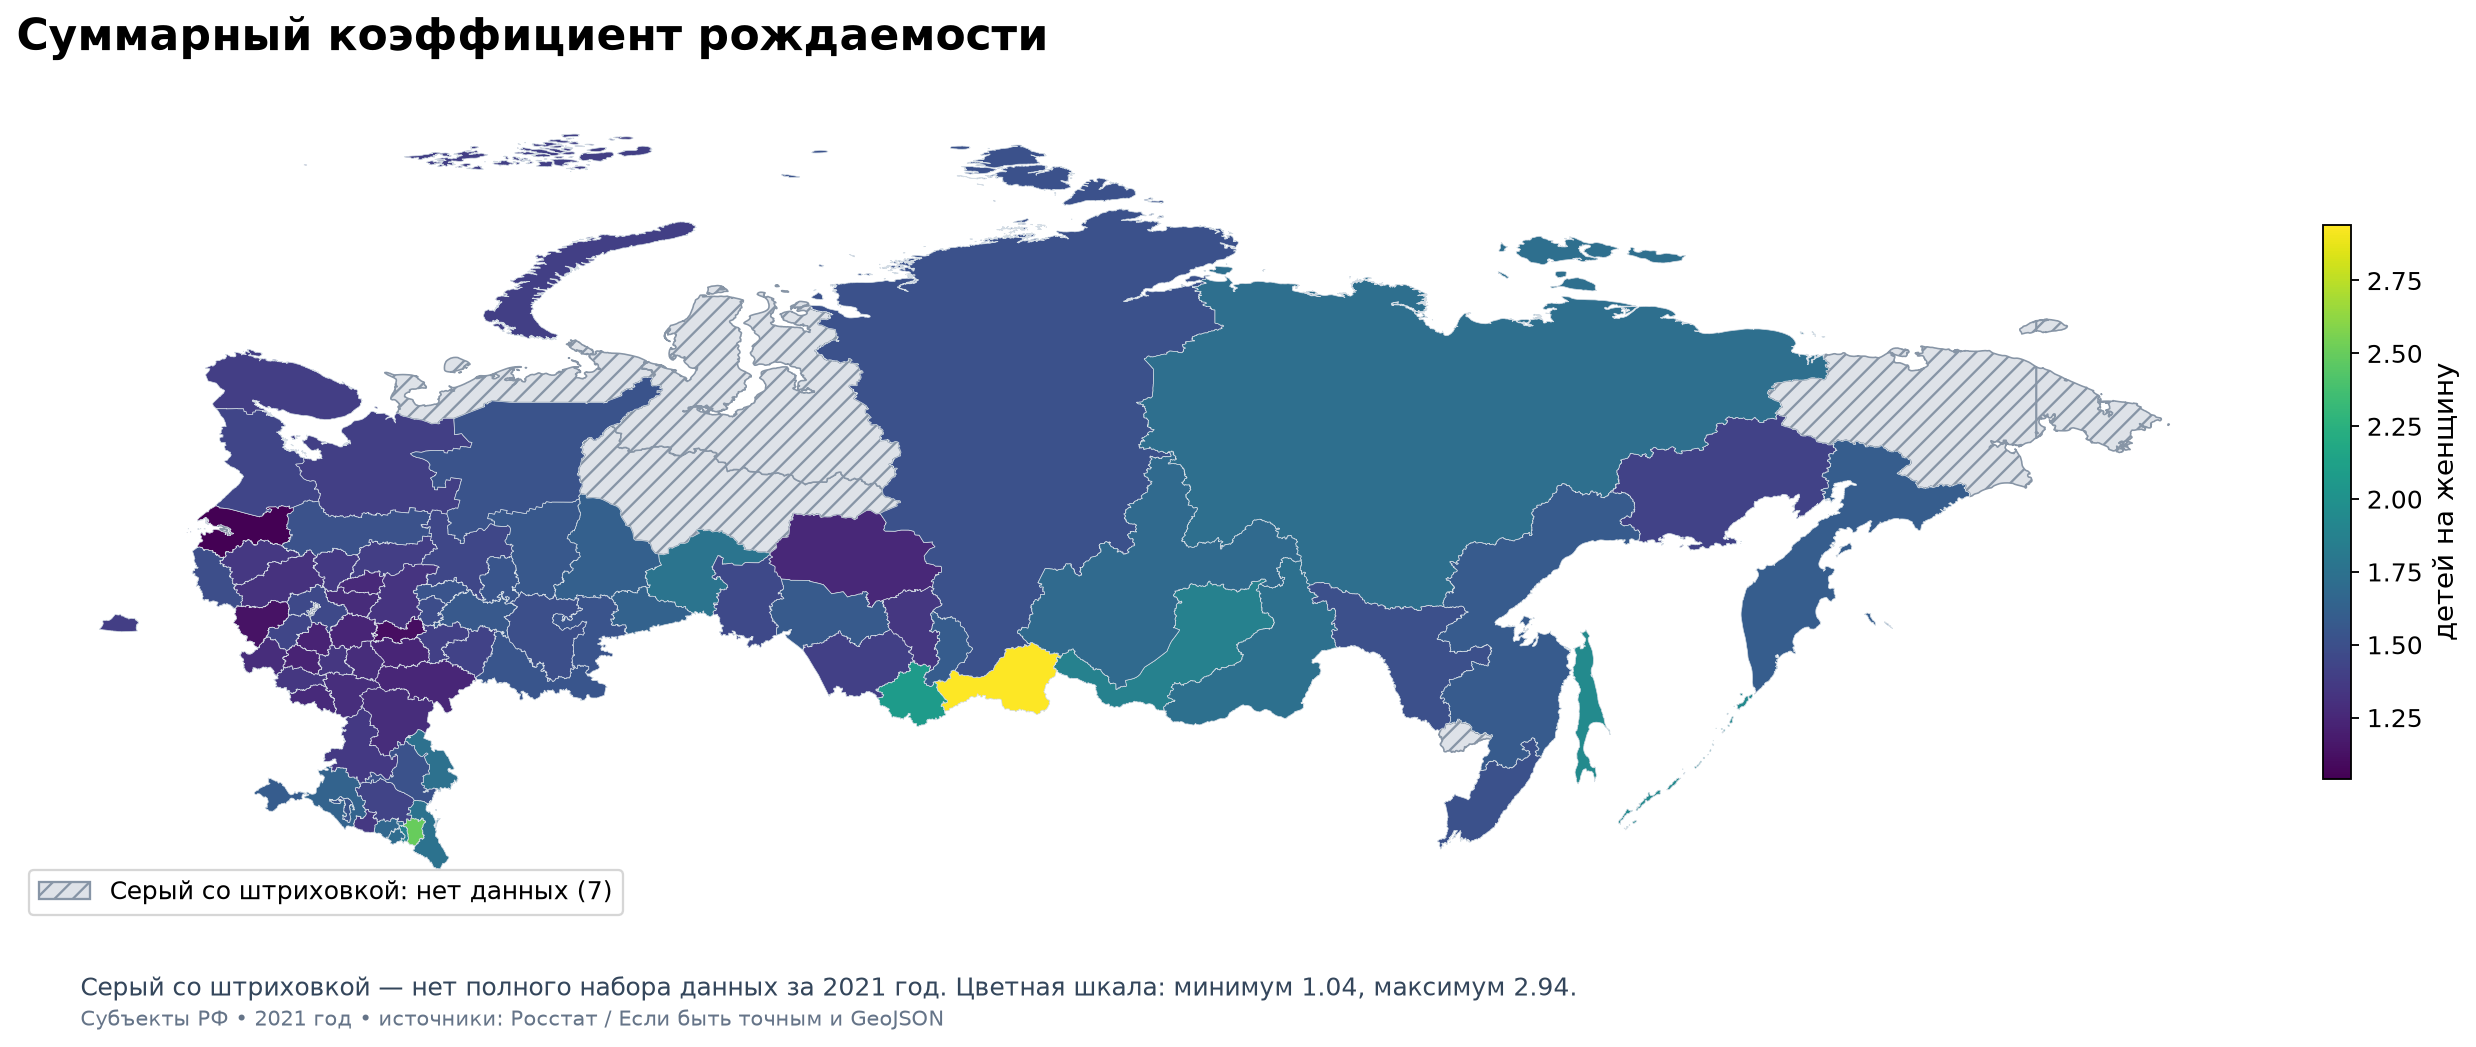 Суммарный коэффициент рождаемости
2.75
2.50
2.25
2.00
1.75
1.50
1.25
детей на женщину
Серый со штриховкой: нет данных (7)
Серый со штриховкой — нет полного набора данных за 2021 год. Цветная шкала: минимум 1.04, максимум 2.94.
Субъекты РФ • 2021 год • источники: Росстат / Если быть точным и GeoJSON